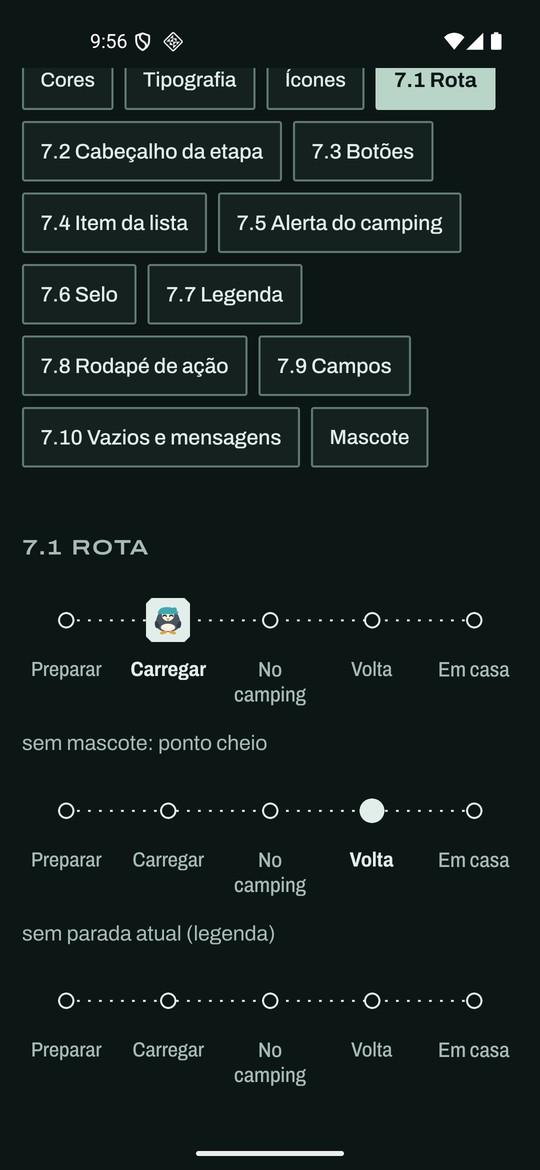 9:56
Cores Tipografia Ícones 7.1 Rota
7.2 Cabeçalho da etapa 7.3 Botões
7.4 Item da lista 7.5 Alerta do camping
7.6 Selo 7.7 Legenda
7.8 Rodapé de ação 7.9 Campos
7.10 Vazios e mensagens Mascote
7.1 ROTA
Preparar Carregar No camping Volta Em casa
sem mascote: ponto cheio
Preparar Carregar No camping Volta Em casa
sem parada atual (legenda)
Preparar Carregar No camping Volta Em casa